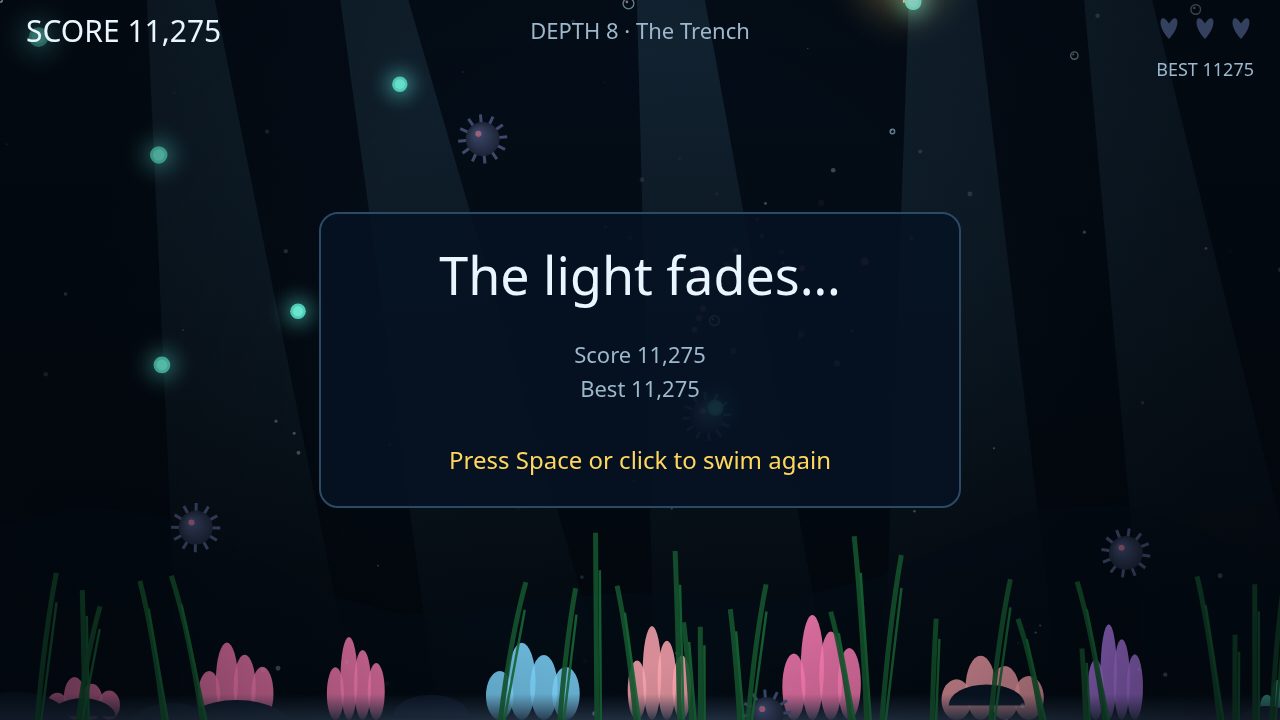 SCORE 11,275
DEPTH 8 · The Trench
BEST 11275
The light fades...
Score 11,275
Best 11,275
Press Space or click to swim again